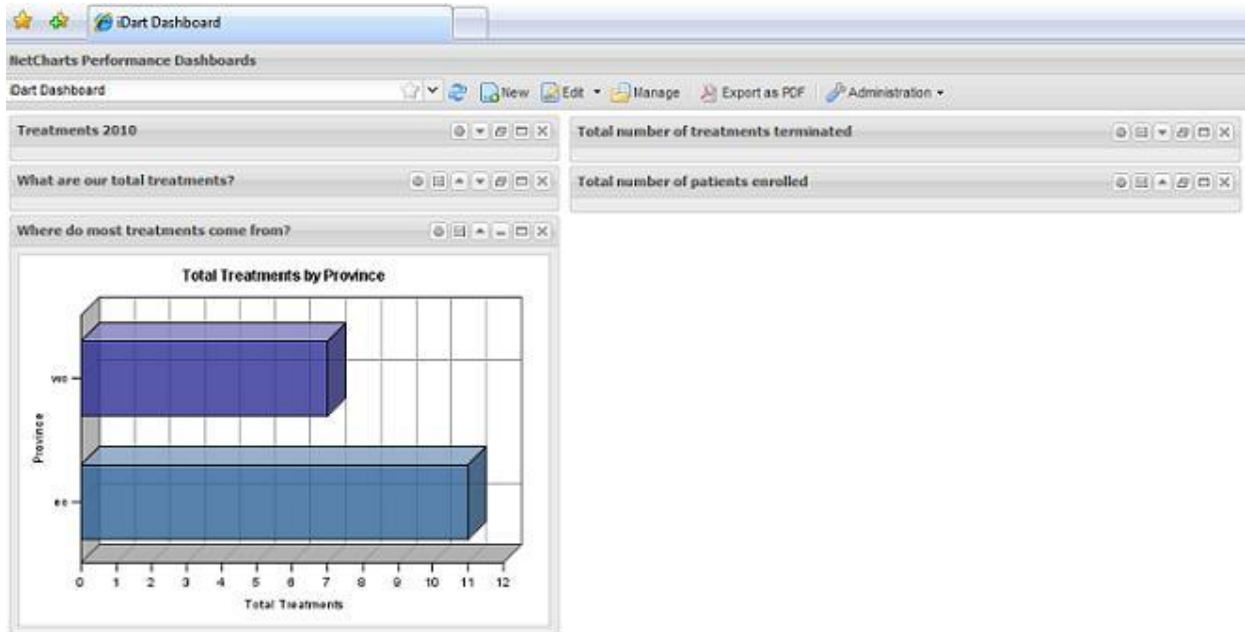 iDart Dashboard
NetCharts Performance Dashboards
iDart Dashboard
New Edit Manage Export as PDF Administration
Treatments 2010
Total number of treatments terminated
What are our total treatments?
Total number of patients enrolled
Where do most treatments come from?
Total Treatments by Province
wc
Province
ec
0 1 2 3 4 5 6 7 8 9 10 11 12
Total Treatments